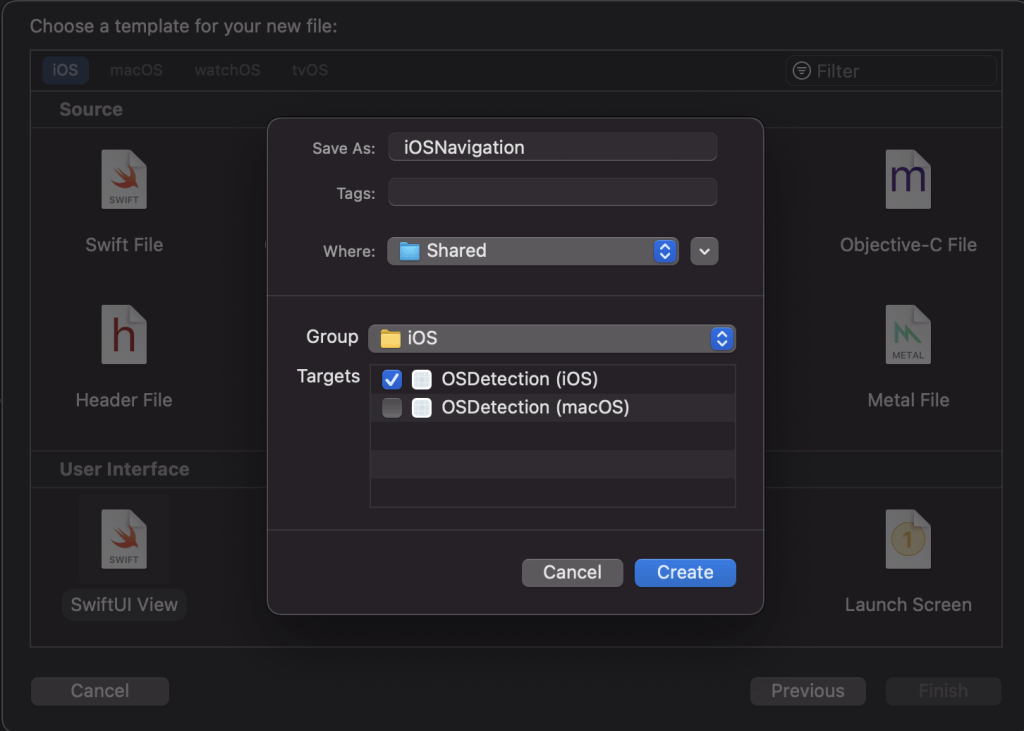 Choose a template for your new file:
iOS macOS watchOS tvOS Filter
Source
Save As: iOSNavigation
Tags:
Where: Shared
SWIFT
m
Swift File
Objective-C File
Group iOS
Targets OSDetection (iOS)
OSDetection (macOS)
h
METAL
Header File
Metal File
User Interface
SWIFT
1
Cancel Create
SwiftUI View
Launch Screen
Cancel Previous Finish